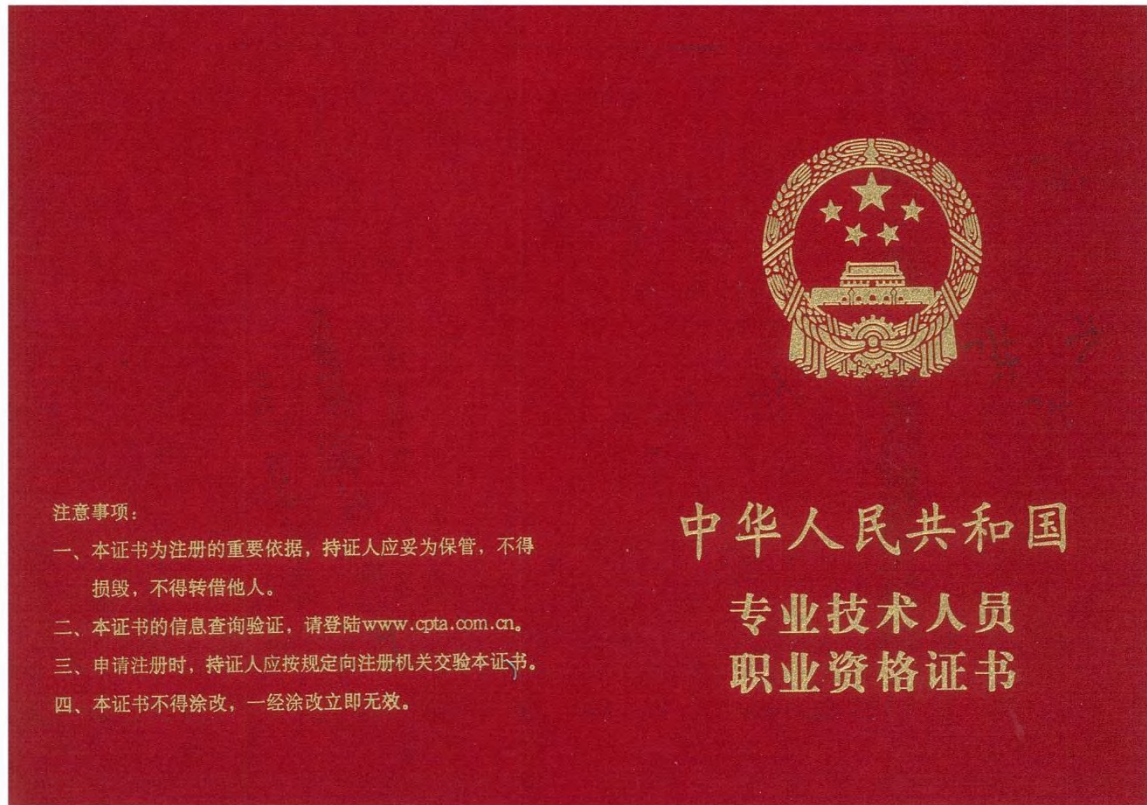 注意事项：
一、本证书为注册的重要依据，持证人应妥为保管，不得
损毁，不得转借他人。
二、本证书的信息查询验证，请登陆www.cpta.com.cn。
三、申请注册时，持证人应按规定向注册机关交验本证书。
四、本证书不得涂改，一经涂改立即无效。
中华人民共和国
专业技术人员
职业资格证书